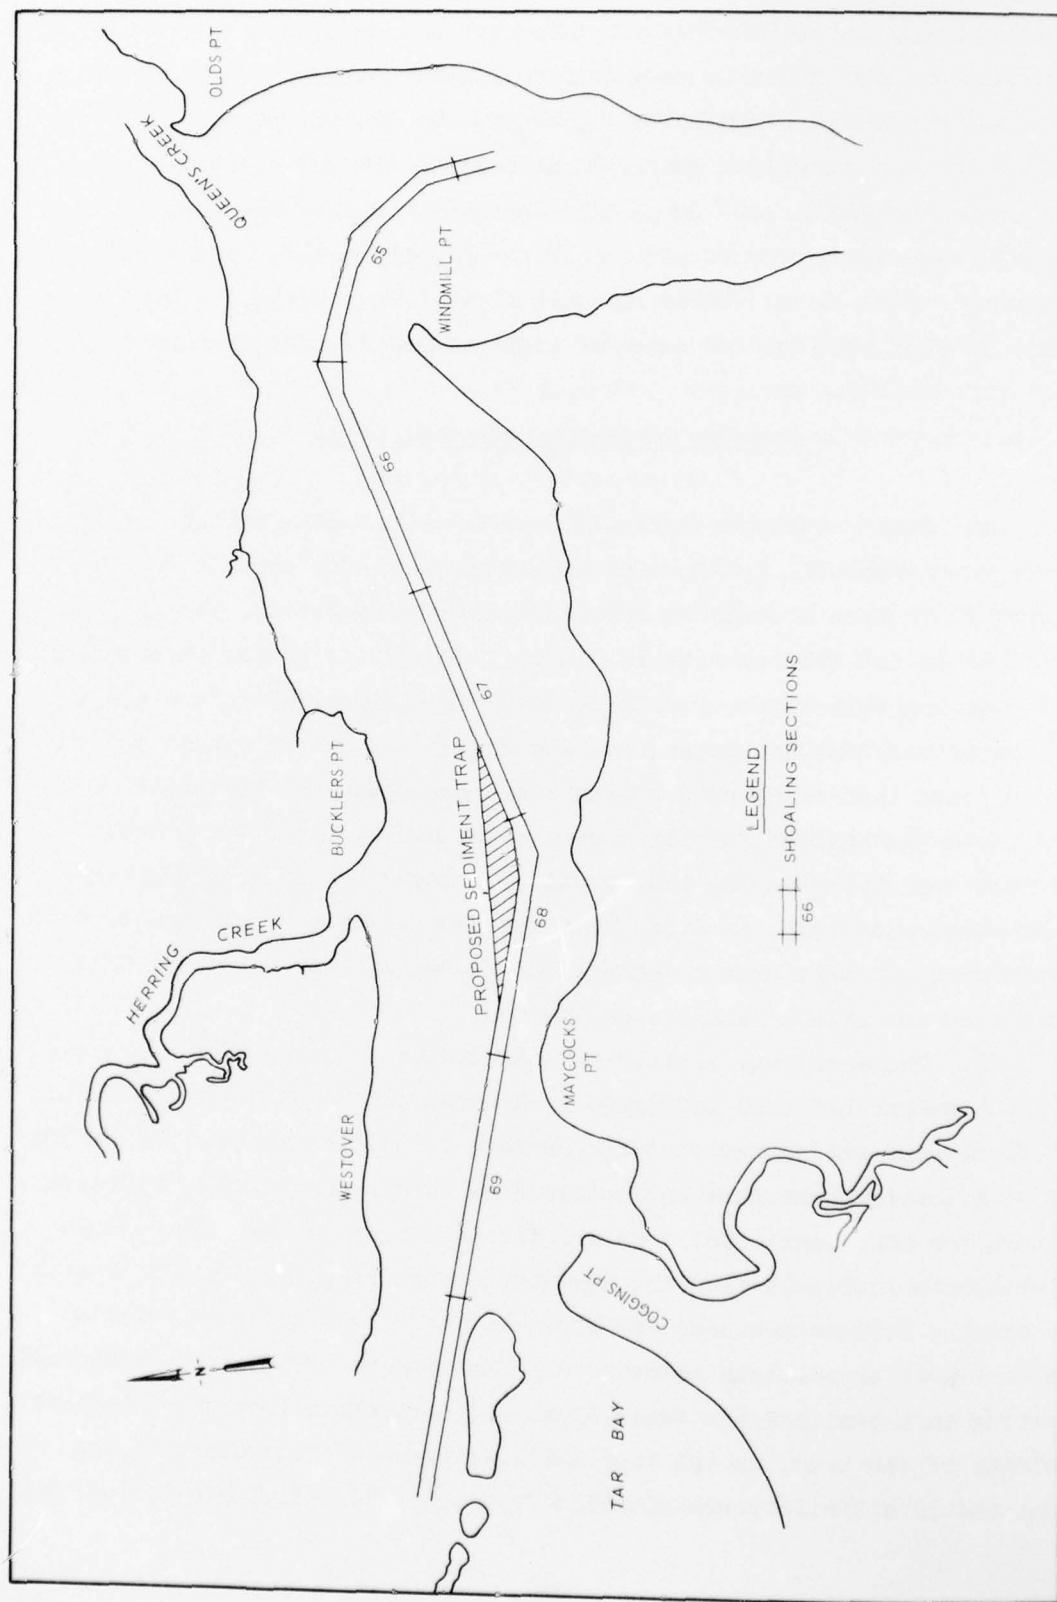 OLDS PT
QUEEN'S CREEK
65
WINDMILL PT
66
67
BUCKLERS PT
PROPOSED SEDIMENT TRAP
68
HERRING CREEK
MAYCOCKS
PT
WESTOVER
69
COGGINS PT
TAR BAY
N
LEGEND
66
SHOALING SECTIONS